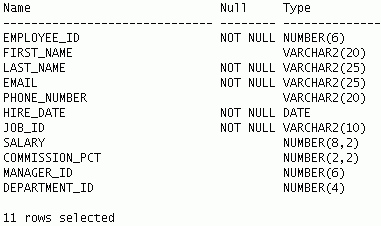 Name Null Type
------------------------------ -------- --------------
EMPLOYEE_ID NOT NULL NUMBER(6)
FIRST_NAME VARCHAR2(20)
LAST_NAME NOT NULL VARCHAR2(25)
EMAIL NOT NULL VARCHAR2(25)
PHONE_NUMBER VARCHAR2(20)
HIRE_DATE NOT NULL DATE
JOB_ID NOT NULL VARCHAR2(10)
SALARY NUMBER(8,2)
COMMISSION_PCT NUMBER(2,2)
MANAGER_ID NUMBER(6)
DEPARTMENT_ID NUMBER(4)
11 rows selected